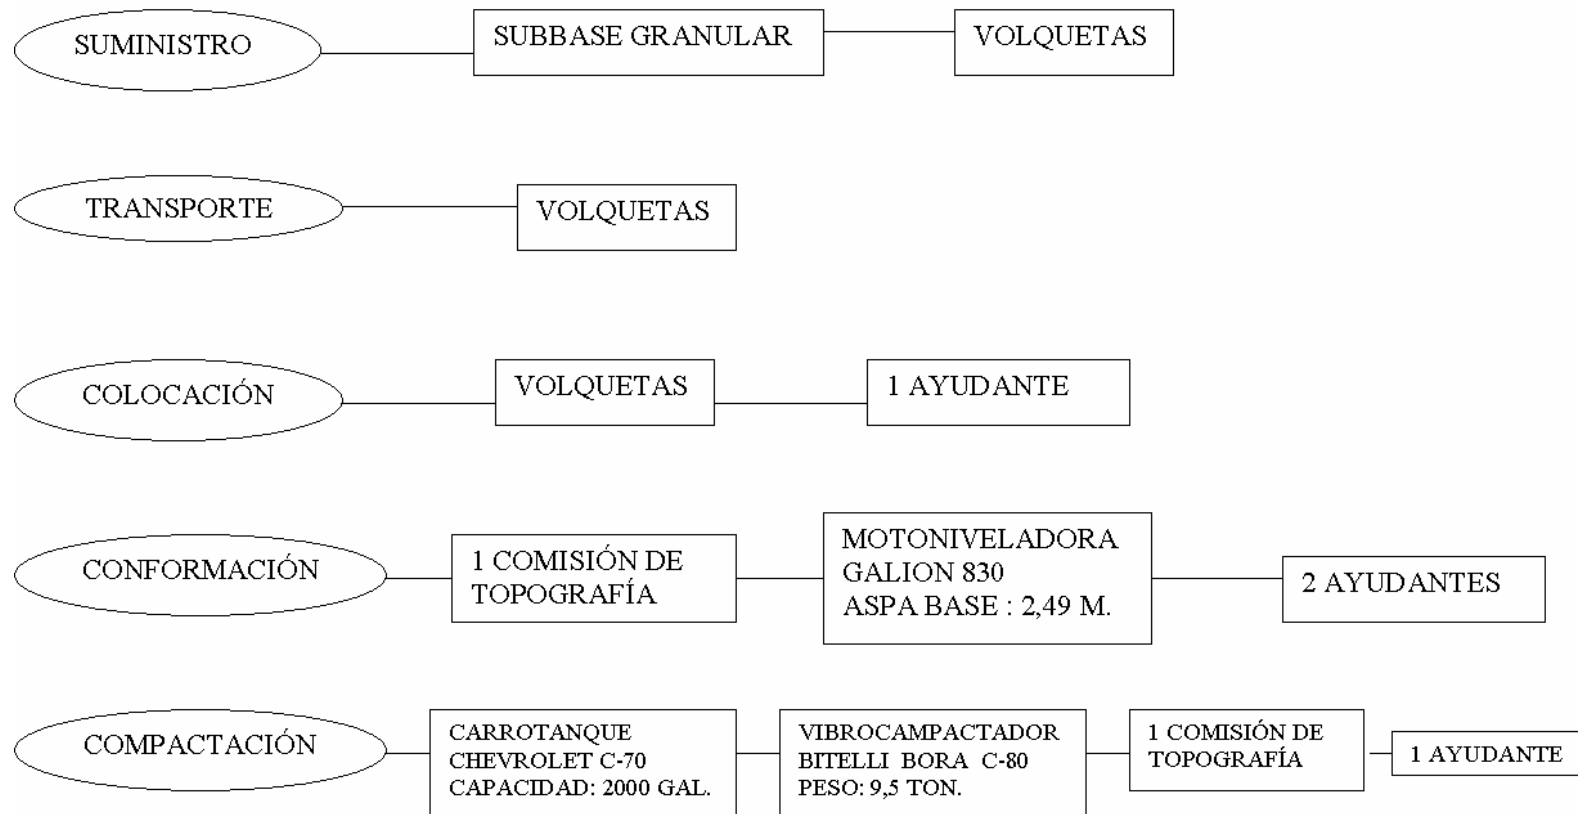 SUMINISTRO
SUBBASE GRANULAR
VOLQUETAS
TRANSPORTE
VOLQUETAS
COLOCACIÓN
VOLQUETAS
1 AYUDANTE
CONFORMACIÓN
1 COMISIÓN DE
TOPOGRAFÍA
MOTONIVELADORA
GALION 830
ASPA BASE : 2,49 M.
2 AYUDANTES
COMPACTACIÓN
CARROTANQUE
CHEVROLET C-70
CAPACIDAD: 2000 GAL.
VIBROCAMPACTADOR
BITELLI BORA C-80
PESO: 9,5 TON.
1 COMISIÓN DE
TOPOGRAFÍA
1 AYUDANTE